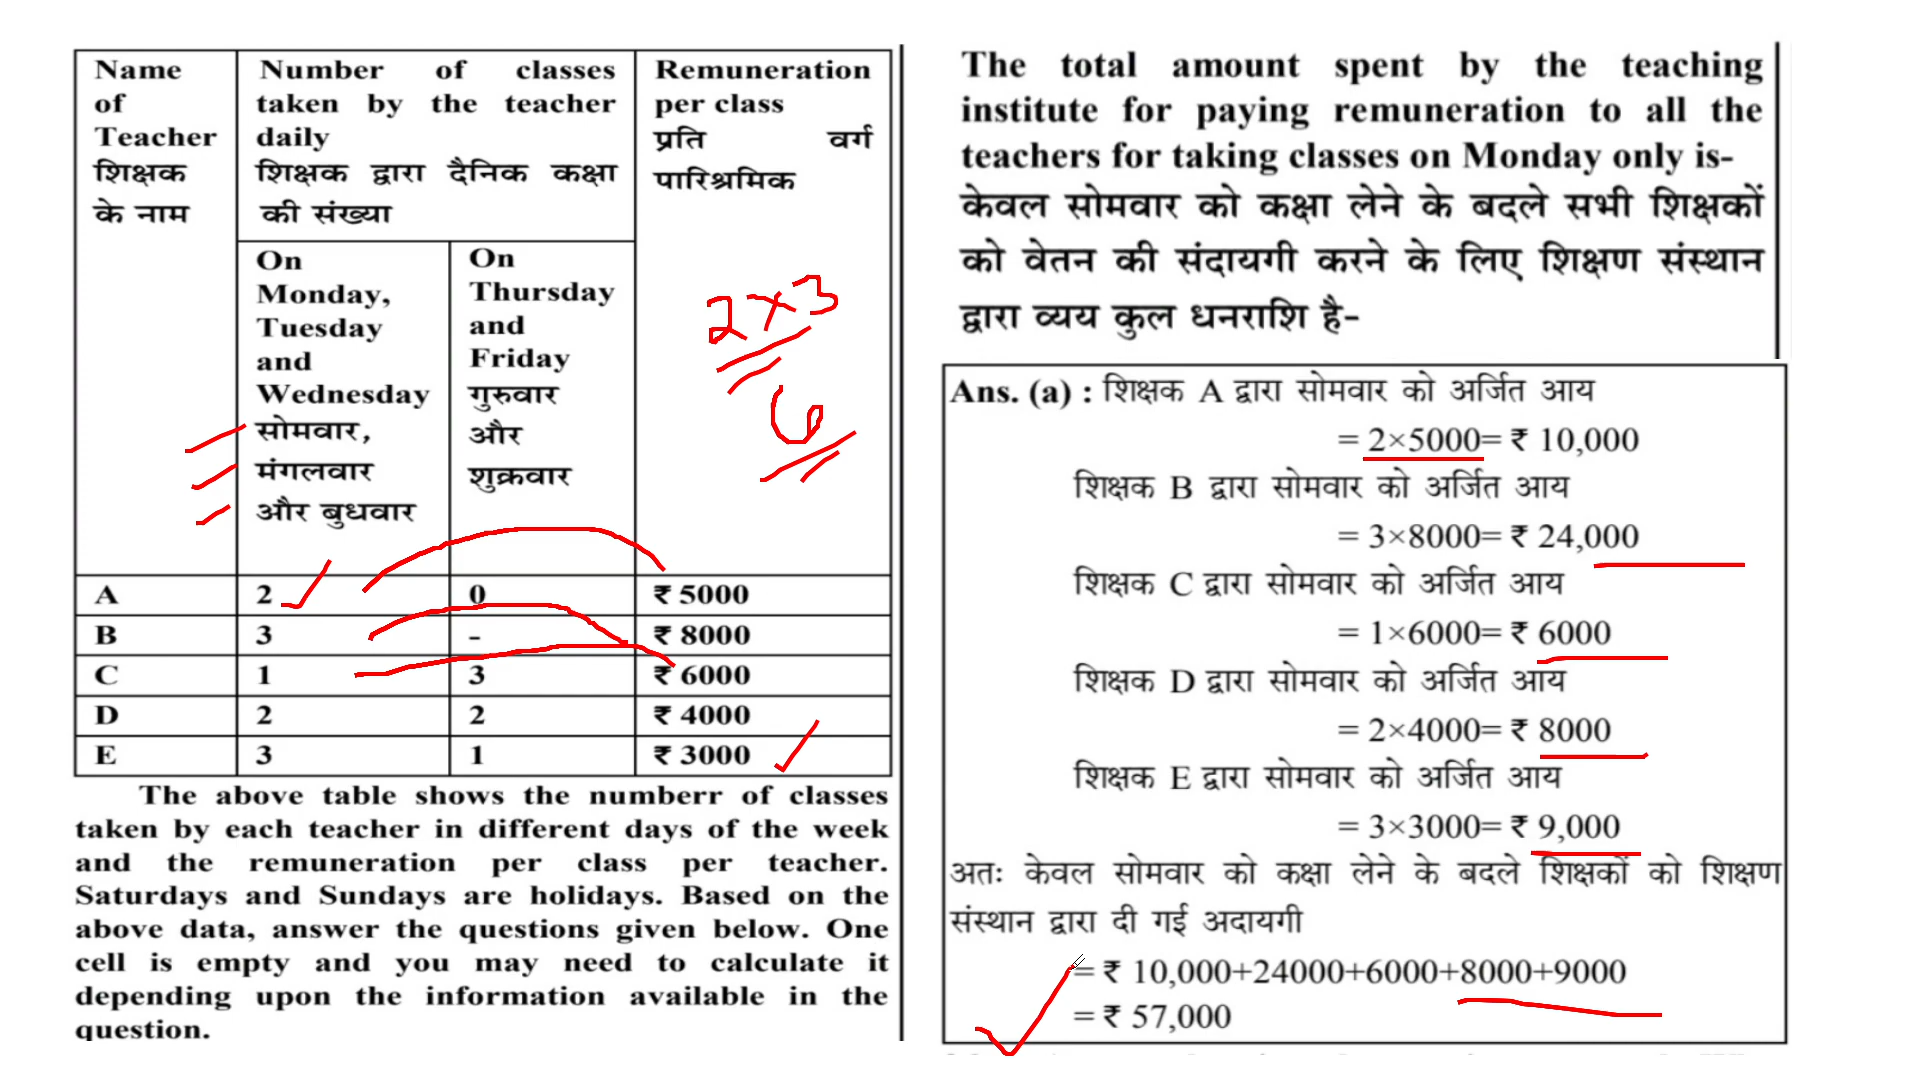 Name
of
Teacher
शिक्षक
के नाम
Number of classes
taken by the teacher
daily
शिक्षक द्वारा दैनिक कक्षा
की संख्या
Remuneration
per class
प्रति वर्ग
पारिश्रमिक
On
Monday,
Tuesday
and
Wednesday
सोमवार,
मंगलवार
और बुधवार
On
Thursday
and
Friday
गुरुवार
और
शुक्रवार
2×3
6
A 2 0 ₹ 5000
B 3 - ₹ 8000
C 1 3 ₹ 6000
D 2 2 ₹ 4000
E 3 1 ₹ 3000
The above table shows the numberr of classes
taken by each teacher in different days of the week
and the remuneration per class per teacher.
Saturdays and Sundays are holidays. Based on the
above data, answer the questions given below. One
cell is empty and you may need to calculate it
depending upon the information available in the
question.
The total amount spent by the teaching
institute for paying remuneration to all the
teachers for taking classes on Monday only is-
केवल सोमवार को कक्षा लेने के बदले सभी शिक्षकों
को वेतन की संदायगी करने के लिए शिक्षण संस्थान
द्वारा व्यय कुल धनराशि है-
Ans. (a) : शिक्षक A द्वारा सोमवार को अर्जित आय
= 2×5000= ₹ 10,000
शिक्षक B द्वारा सोमवार को अर्जित आय
= 3×8000= ₹ 24,000
शिक्षक C द्वारा सोमवार को अर्जित आय
= 1×6000= ₹ 6000
शिक्षक D द्वारा सोमवार को अर्जित आय
= 2×4000= ₹ 8000
शिक्षक E द्वारा सोमवार को अर्जित आय
= 3×3000= ₹ 9,000
अतः केवल सोमवार को कक्षा लेने के बदले शिक्षकों को शिक्षण
संस्थान द्वारा दी गई अदायगी
= ₹ 10,000+24000+6000+8000+9000
= ₹ 57,000